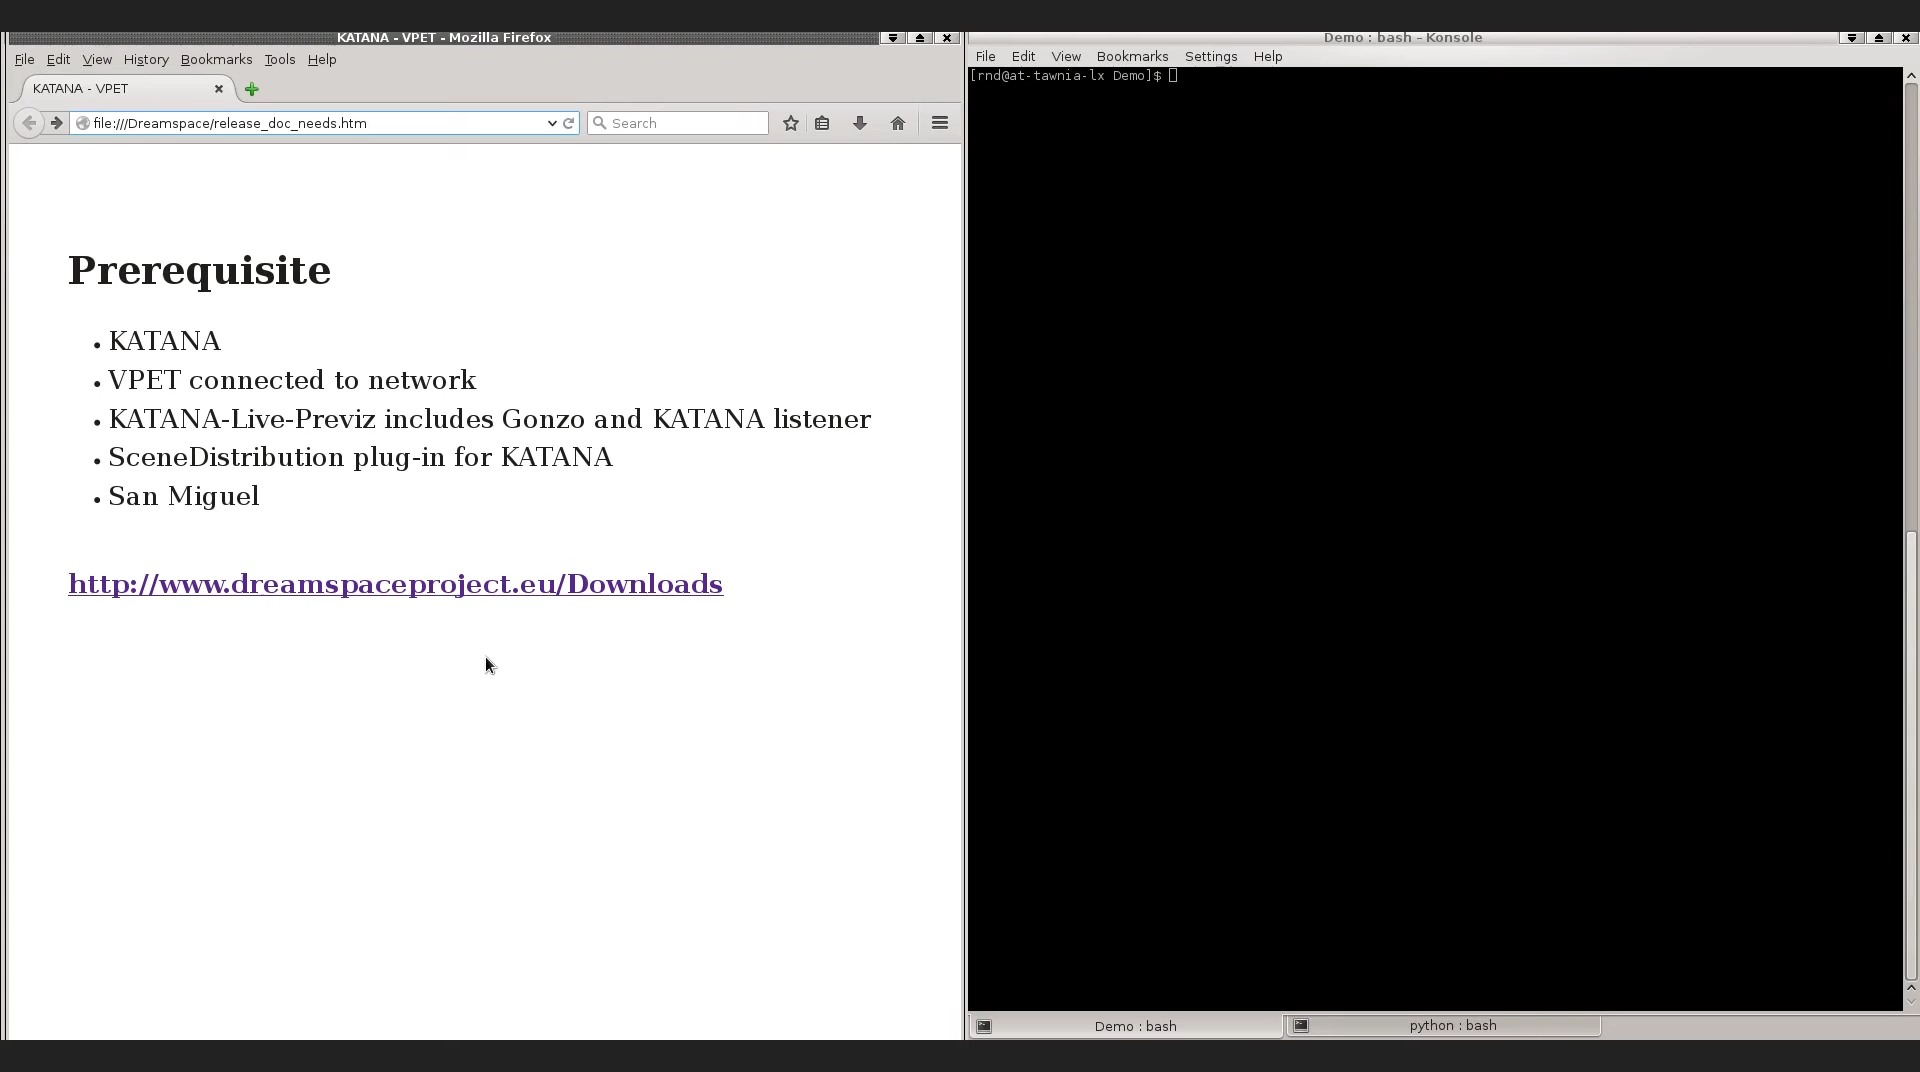 KATANA - VPET - Mozilla Firefox
File Edit View History Bookmarks Tools Help
KATANA - VPET
file:///Dreamspace/release_doc_needs.htm
Search
Prerequisite
• KATANA
• VPET connected to network
• KATANA-Live-Previz includes Gonzo and KATANA listener
• SceneDistribution plug-in for KATANA
• San Miguel
http://www.dreamspaceproject.eu/Downloads
Demo : bash - Konsole
File Edit View Bookmarks Settings Help
[rnd@at-tawnia-lx Demo]$
Demo : bash
python : bash